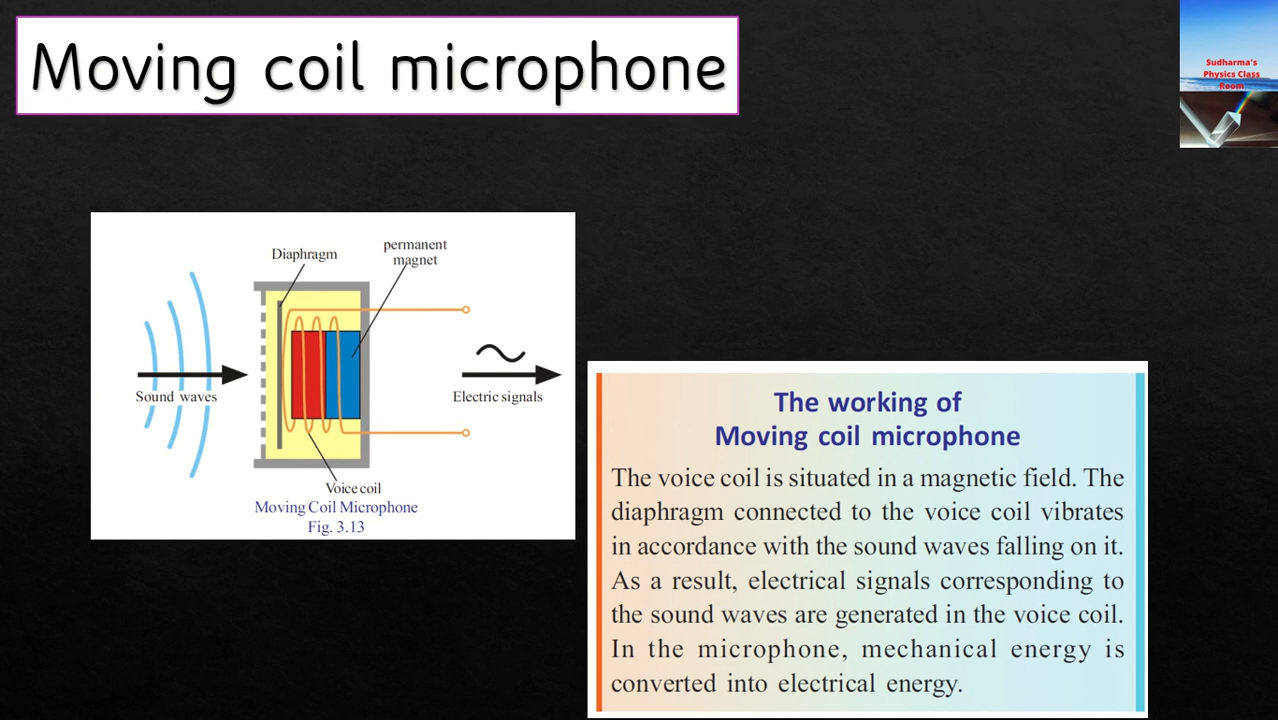 Moving coil microphone
Sudharma's
Physics Class
Room
Diaphragm
permanent
magnet
Sound waves
Electric signals
Voice coil
Moving Coil Microphone
Fig. 3.13
The working of
Moving coil microphone
The voice coil is situated in a magnetic field. The
diaphragm connected to the voice coil vibrates
in accordance with the sound waves falling on it.
As a result, electrical signals corresponding to
the sound waves are generated in the voice coil.
In the microphone, mechanical energy is
converted into electrical energy.